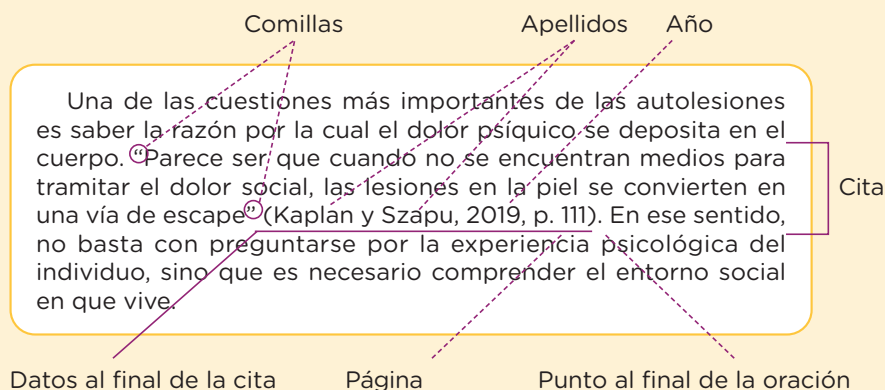 Comillas Apellidos Año
Una de las cuestiones más importantes de las autolesiones
es saber la razón por la cual el dolor psíquico se deposita en el
cuerpo. “Parece ser que cuando no se encuentran medios para
tramitar el dolor social, las lesiones en la piel se convierten en
una vía de escape” (Kaplan y Szapu, 2019, p. 111). En ese sentido,
no basta con preguntarse por la experiencia psicológica del
individuo, sino que es necesario comprender el entorno social
en que vive.
Cita
Datos al final de la cita Página Punto al final de la oración